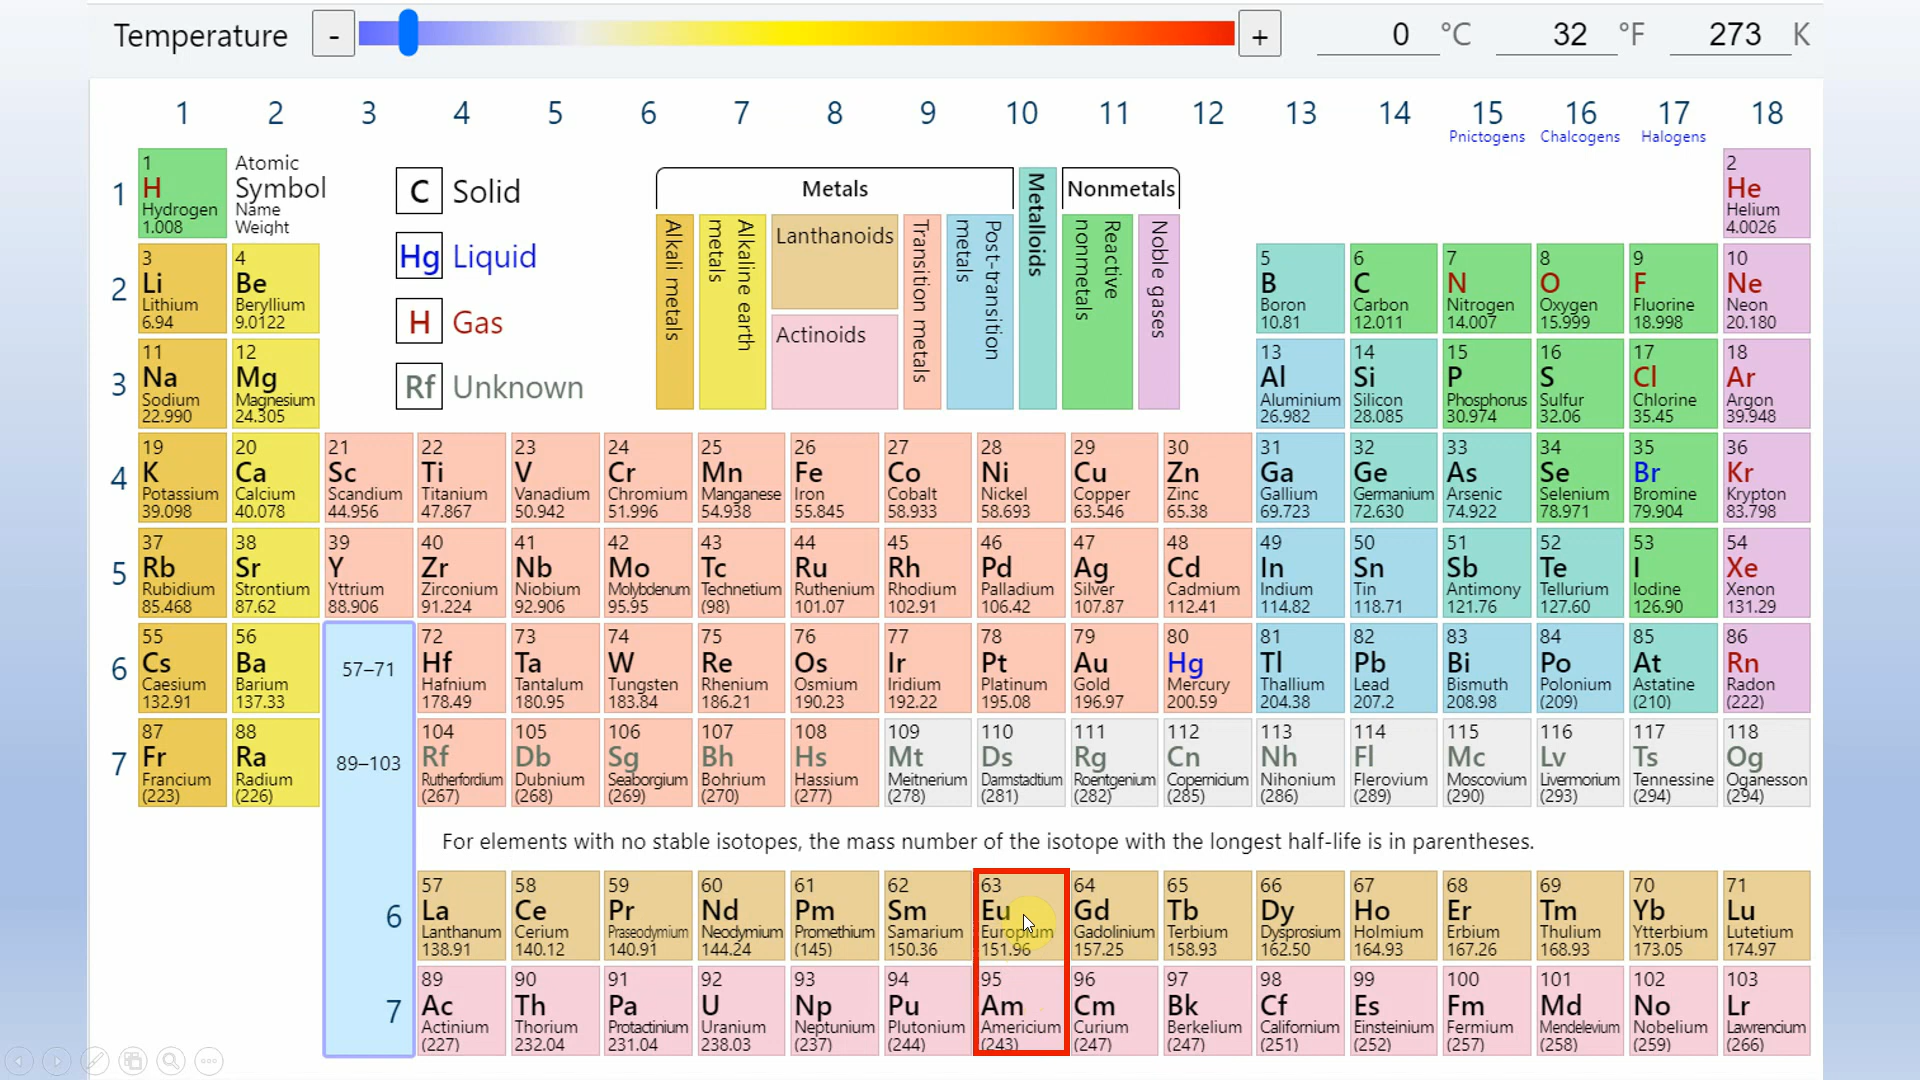 Temperature - + 0 °C 32 °F 273 K
1 2 3 4 5 6 7 8 9 10 11 12 13 14 15 16 17 18
Pnictogens Chalcogens Halogens
Atomic
Symbol
Name
Weight
C Solid
Hg Liquid
H Gas
Rf Unknown
Metals
Metalloids
Nonmetals
Alkali metals
Alkaline earth
metals
Lanthanoids
Actinoids
Transition metals
Post-transition
metals
Reactive
nonmetals
Noble gases
1
1 2
H He
Hydrogen Helium
1.008 4.0026
2
3 4 5 6 7 8 9 10
Li Be B C N O F Ne
Lithium Beryllium Boron Carbon Nitrogen Oxygen Fluorine Neon
6.94 9.0122 10.81 12.011 14.007 15.999 18.998 20.180
3
11 12 13 14 15 16 17 18
Na Mg Al Si P S Cl Ar
Sodium Magnesium Aluminium Silicon Phosphorus Sulfur Chlorine Argon
22.990 24.305 26.982 28.085 30.974 32.06 35.45 39.948
4
19 20 21 22 23 24 25 26 27 28 29 30 31 32 33 34 35 36
K Ca Sc Ti V Cr Mn Fe Co Ni Cu Zn Ga Ge As Se Br Kr
Potassium Calcium Scandium Titanium Vanadium Chromium Manganese Iron Cobalt Nickel Copper Zinc Gallium Germanium Arsenic Selenium Bromine Krypton
39.098 40.078 44.956 47.867 50.942 51.996 54.938 55.845 58.933 58.693 63.546 65.38 69.723 72.630 74.922 78.971 79.904 83.798
5
37 38 39 40 41 42 43 44 45 46 47 48 49 50 51 52 53 54
Rb Sr Y Zr Nb Mo Tc Ru Rh Pd Ag Cd In Sn Sb Te I Xe
Rubidium Strontium Yttrium Zirconium Niobium Molybdenum Technetium Ruthenium Rhodium Palladium Silver Cadmium Indium Tin Antimony Tellurium Iodine Xenon
85.468 87.62 88.906 91.224 92.906 95.95 (98) 101.07 102.91 106.42 107.87 112.41 114.82 118.71 121.76 127.60 126.90 131.29
6
55 56 57–71 72 73 74 75 76 77 78 79 80 81 82 83 84 85 86
Cs Ba Hf Ta W Re Os Ir Pt Au Hg Tl Pb Bi Po At Rn
Caesium Barium Hafnium Tantalum Tungsten Rhenium Osmium Iridium Platinum Gold Mercury Thallium Lead Bismuth Polonium Astatine Radon
132.91 137.33 178.49 180.95 183.84 186.21 190.23 192.22 195.08 196.97 200.59 204.38 207.2 208.98 (209) (210) (222)
7
87 88 89–103 104 105 106 107 108 109 110 111 112 113 114 115 116 117 118
Fr Ra Rf Db Sg Bh Hs Mt Ds Rg Cn Nh Fl Mc Lv Ts Og
Francium Radium Rutherfordium Dubnium Seaborgium Bohrium Hassium Meitnerium Darmstadtium Roentgenium Copernicium Nihonium Flerovium Moscovium Livermorium Tennessine Oganesson
(223) (226) (267) (268) (269) (270) (277) (278) (281) (282) (285) (286) (289) (290) (293) (294) (294)
For elements with no stable isotopes, the mass number of the isotope with the longest half-life is in parentheses.
6
57 58 59 60 61 62 63 64 65 66 67 68 69 70 71
La Ce Pr Nd Pm Sm Eu Gd Tb Dy Ho Er Tm Yb Lu
Lanthanum Cerium Praseodymium Neodymium Promethium Samarium Europium Gadolinium Terbium Dysprosium Holmium Erbium Thulium Ytterbium Lutetium
138.91 140.12 140.91 144.24 (145) 150.36 151.96 157.25 158.93 162.50 164.93 167.26 168.93 173.05 174.97
7
89 90 91 92 93 94 95 96 97 98 99 100 101 102 103
Ac Th Pa U Np Pu Am Cm Bk Cf Es Fm Md No Lr
Actinium Thorium Protactinium Uranium Neptunium Plutonium Americium Curium Berkelium Californium Einsteinium Fermium Mendelevium Nobelium Lawrencium
(227) 232.04 231.04 238.03 (237) (244) (243) (247) (247) (251) (252) (257) (258) (259) (266)